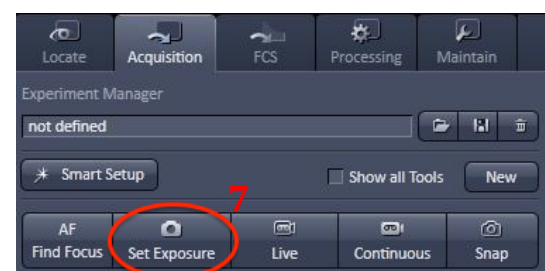 Locate Acquisition FCS Processing Maintain
Experiment Manager
not defined
Smart Setup Show all Tools New
7
AF
Find Focus Set Exposure Live Continuous Snap